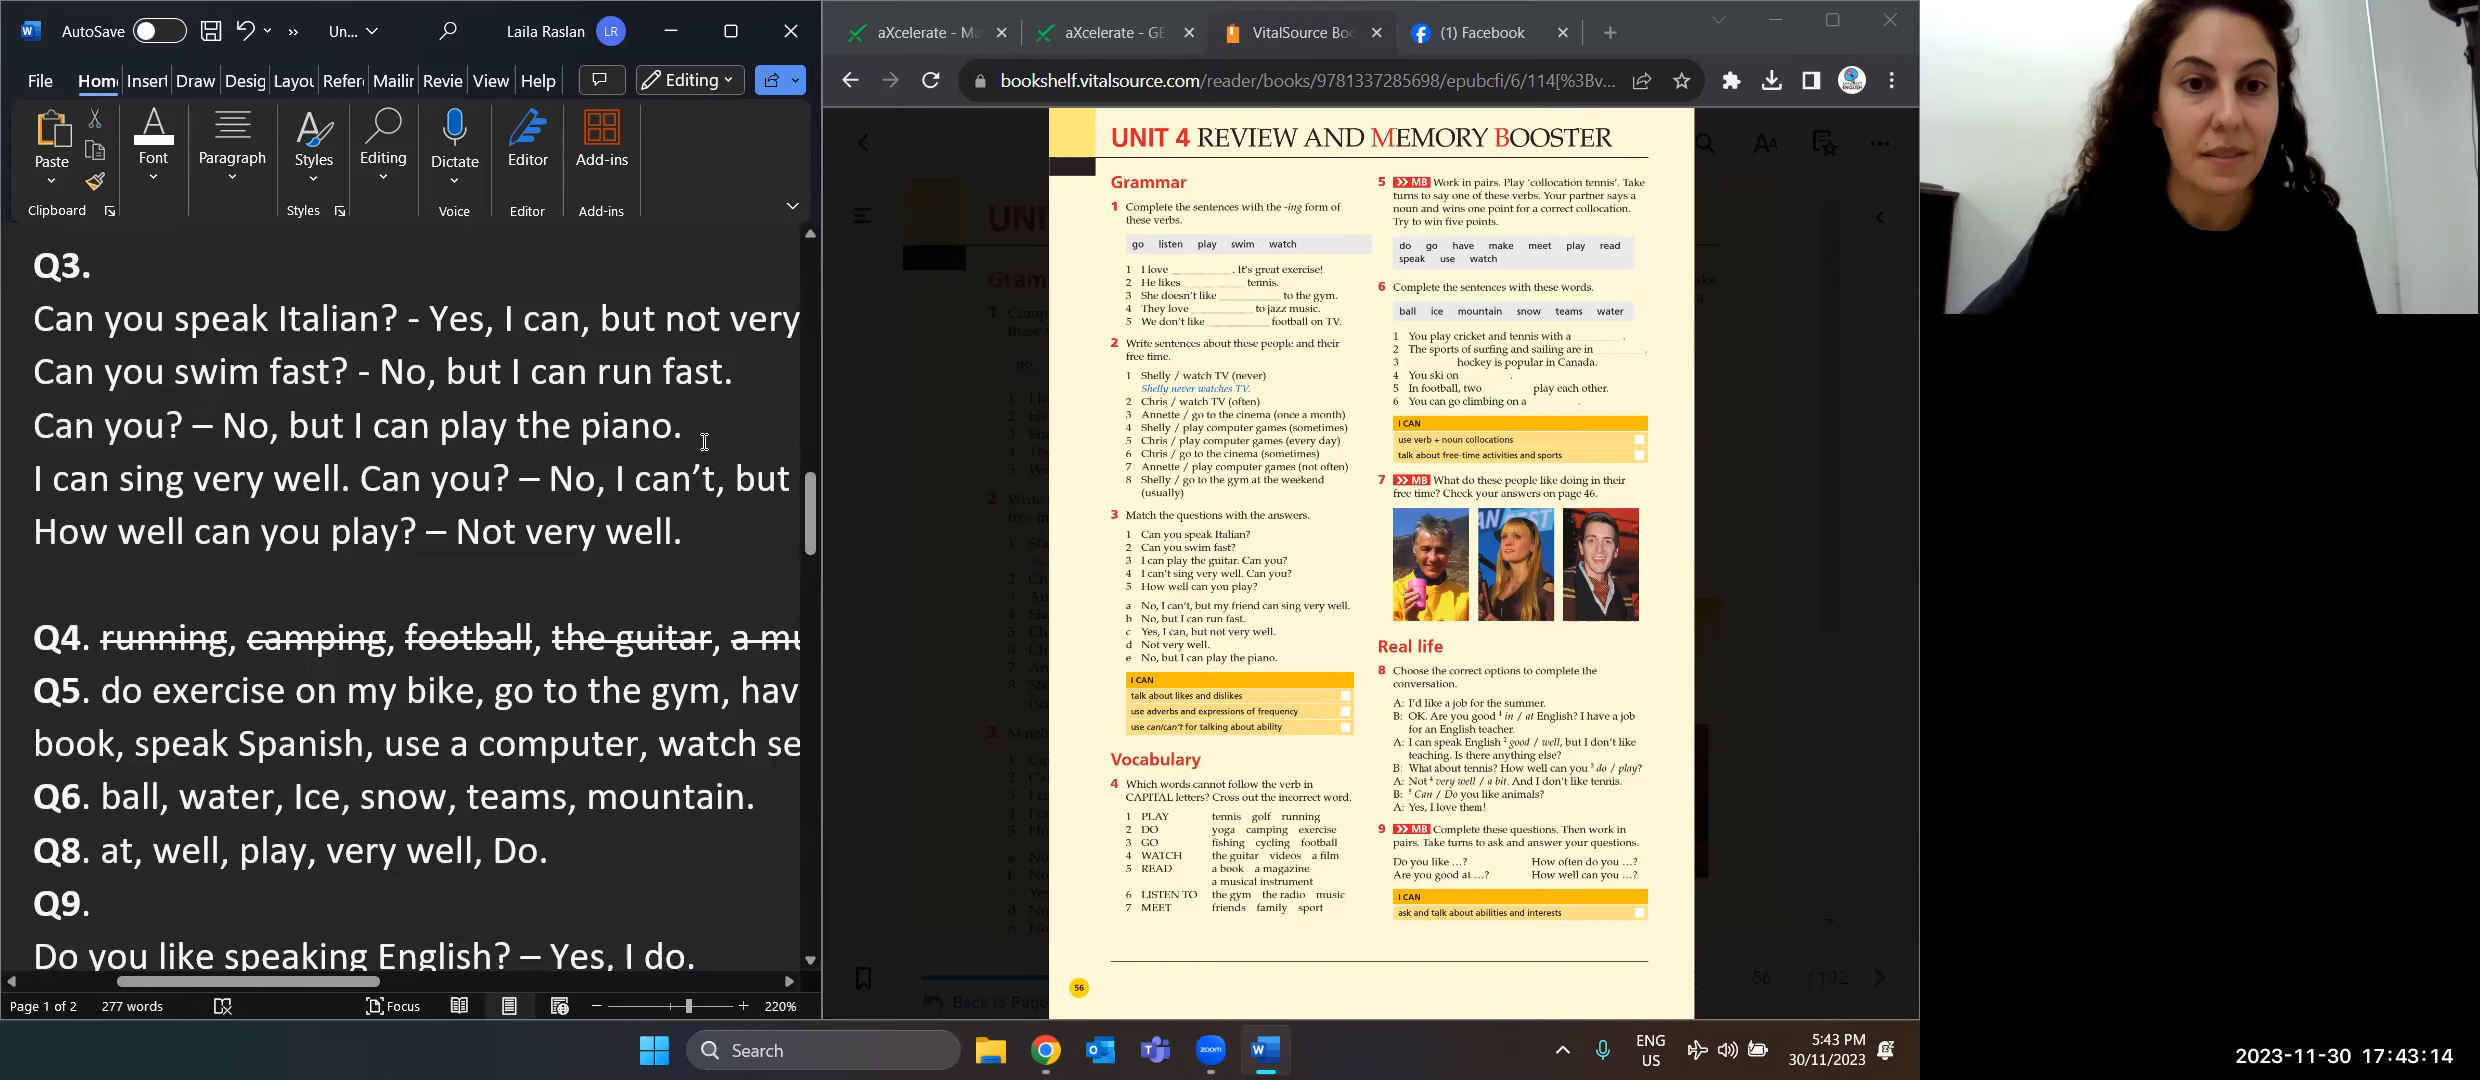 AutoSave
Un...
Laila Raslan
LR
File
Home
Insert
Draw
Desig
Layou
Refer
Mailin
Revie
View
Help
Editing
Paste
Font
Paragraph
Styles
Editing
Dictate
Editor
Add-ins
Clipboard
Styles
Voice
Editor
Add-ins
Q3.
Can you speak Italian? - Yes, I can, but not very
Can you swim fast? - No, but I can run fast.
Can you? – No, but I can play the piano.
I can sing very well. Can you? – No, I can’t, but
How well can you play? – Not very well.
Q4. running, camping, football, the guitar, a mu
Q5. do exercise on my bike, go to the gym, hav
book, speak Spanish, use a computer, watch se
Q6. ball, water, Ice, snow, teams, mountain.
Q8. at, well, play, very well, Do.
Q9.
Do you like speaking English? – Yes, I do.
Page 1 of 2
277 words
Focus
220%
aXcelerate - Ma
aXcelerate - GE
VitalSource Boo
(1) Facebook
bookshelf.vitalsource.com/reader/books/9781337285698/epubcfi/6/114[%3Bv...
UNIT 4 REVIEW AND MEMORY BOOSTER
Grammar
1 Complete the sentences with the -ing form of
these verbs.
go listen play swim watch
1 I love . It’s great exercise!
2 He likes tennis.
3 She doesn’t like to the gym.
4 They love to jazz music.
5 We don’t like football on TV.
2 Write sentences about these people and their
free time.
1 Shelly / watch TV (never)
Shelly never watches TV.
2 Chris / watch TV (often)
3 Annette / go to the cinema (once a month)
4 Shelly / play computer games (sometimes)
5 Chris / play computer games (every day)
6 Chris / go to the cinema (sometimes)
7 Annette / play computer games (not often)
8 Shelly / go to the gym at the weekend
(usually)
3 Match the questions with the answers.
1 Can you speak Italian?
2 Can you swim fast?
3 I can play the guitar. Can you?
4 I can’t sing very well. Can you?
5 How well can you play?
a No, I can’t, but my friend can sing very well.
b No, but I can run fast.
c Yes, I can, but not very well.
d Not very well.
e No, but I can play the piano.
I CAN
talk about likes and dislikes
use adverbs and expressions of frequency
use can/can’t for talking about ability
Vocabulary
4 Which words cannot follow the verb in
CAPITAL letters? Cross out the incorrect word.
1 PLAY tennis golf running
2 DO yoga camping exercise
3 GO fishing cycling football
4 WATCH the guitar videos a film
5 READ a book a magazine
a musical instrument
6 LISTEN TO the gym the radio music
7 MEET friends family sport
5 >> MB Work in pairs. Play ‘collocation tennis’. Take
turns to say one of these verbs. Your partner says a
noun and wins one point for a correct collocation.
Try to win five points.
do go have make meet play read
speak use watch
6 Complete the sentences with these words.
ball ice mountain snow teams water
1 You play cricket and tennis with a .
2 The sports of surfing and sailing are in .
3 hockey is popular in Canada.
4 You ski on .
5 In football, two play each other.
6 You can go climbing on a .
I CAN
use verb + noun collocations
talk about free-time activities and sports
7 >> MB What do these people like doing in their
free time? Check your answers on page 46.
Real life
8 Choose the correct options to complete the
conversation.
A: I’d like a job for the summer.
B: OK. Are you good 1 in / at English? I have a job
for an English teacher.
A: I can speak English 2 good / well, but I don’t like
teaching. Is there anything else?
B: What about tennis? How well can you 3 do / play?
A: Not 4 very well / a bit. And I don’t like tennis.
B: 5 Can / Do you like animals?
A: Yes, I love them!
9 >> MB Complete these questions. Then work in
pairs. Take turns to ask and answer your questions.
Do you like …? How often do you …?
Are you good at …? How well can you …?
I CAN
ask and talk about abilities and interests
56
56 / 192
Back to Page
Search
zoom
ENG
US
5:43 PM
30/11/2023
2023-11-30 17:43:14